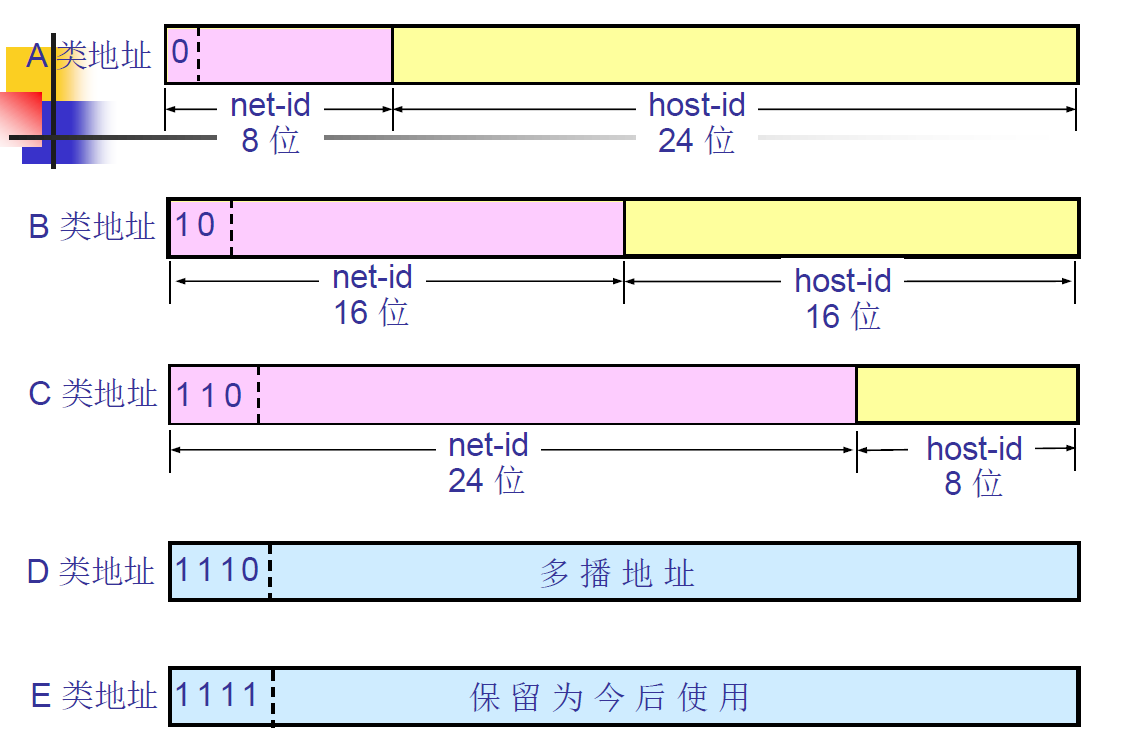 A 类地址
0
net-id
8 位
host-id
24 位
B 类地址
1 0
net-id
16 位
host-id
16 位
C 类地址
1 1 0
net-id
24 位
host-id
8 位
D 类地址
1 1 1 0
多 播 地 址
E 类地址
1 1 1 1
保 留 为 今 后 使 用